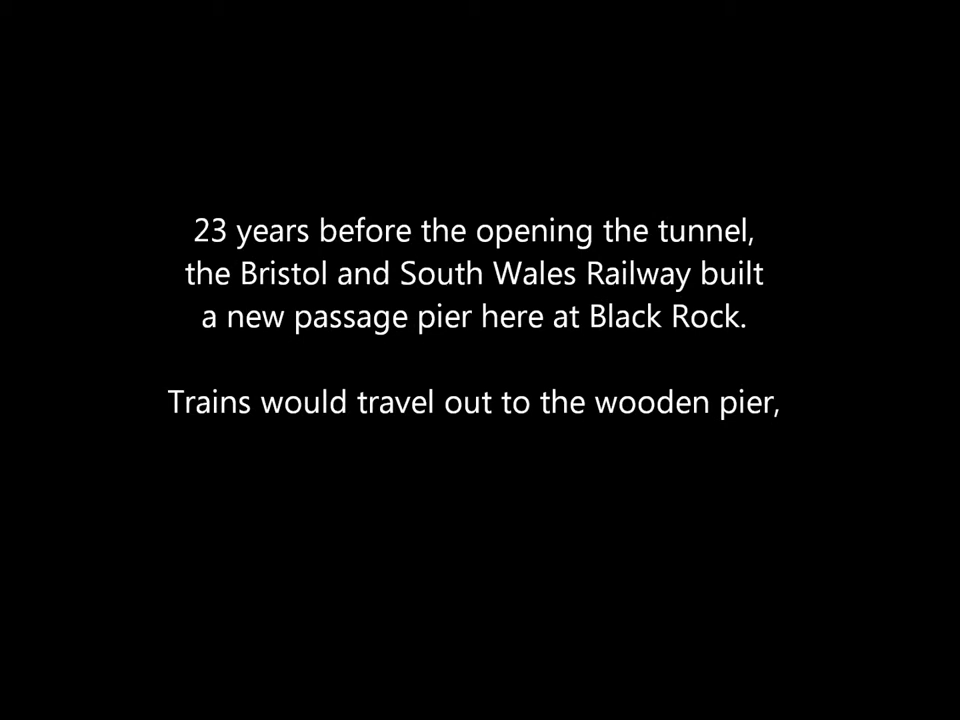 23 years before the opening the tunnel,
the Bristol and South Wales Railway built
a new passage pier here at Black Rock.
Trains would travel out to the wooden pier,